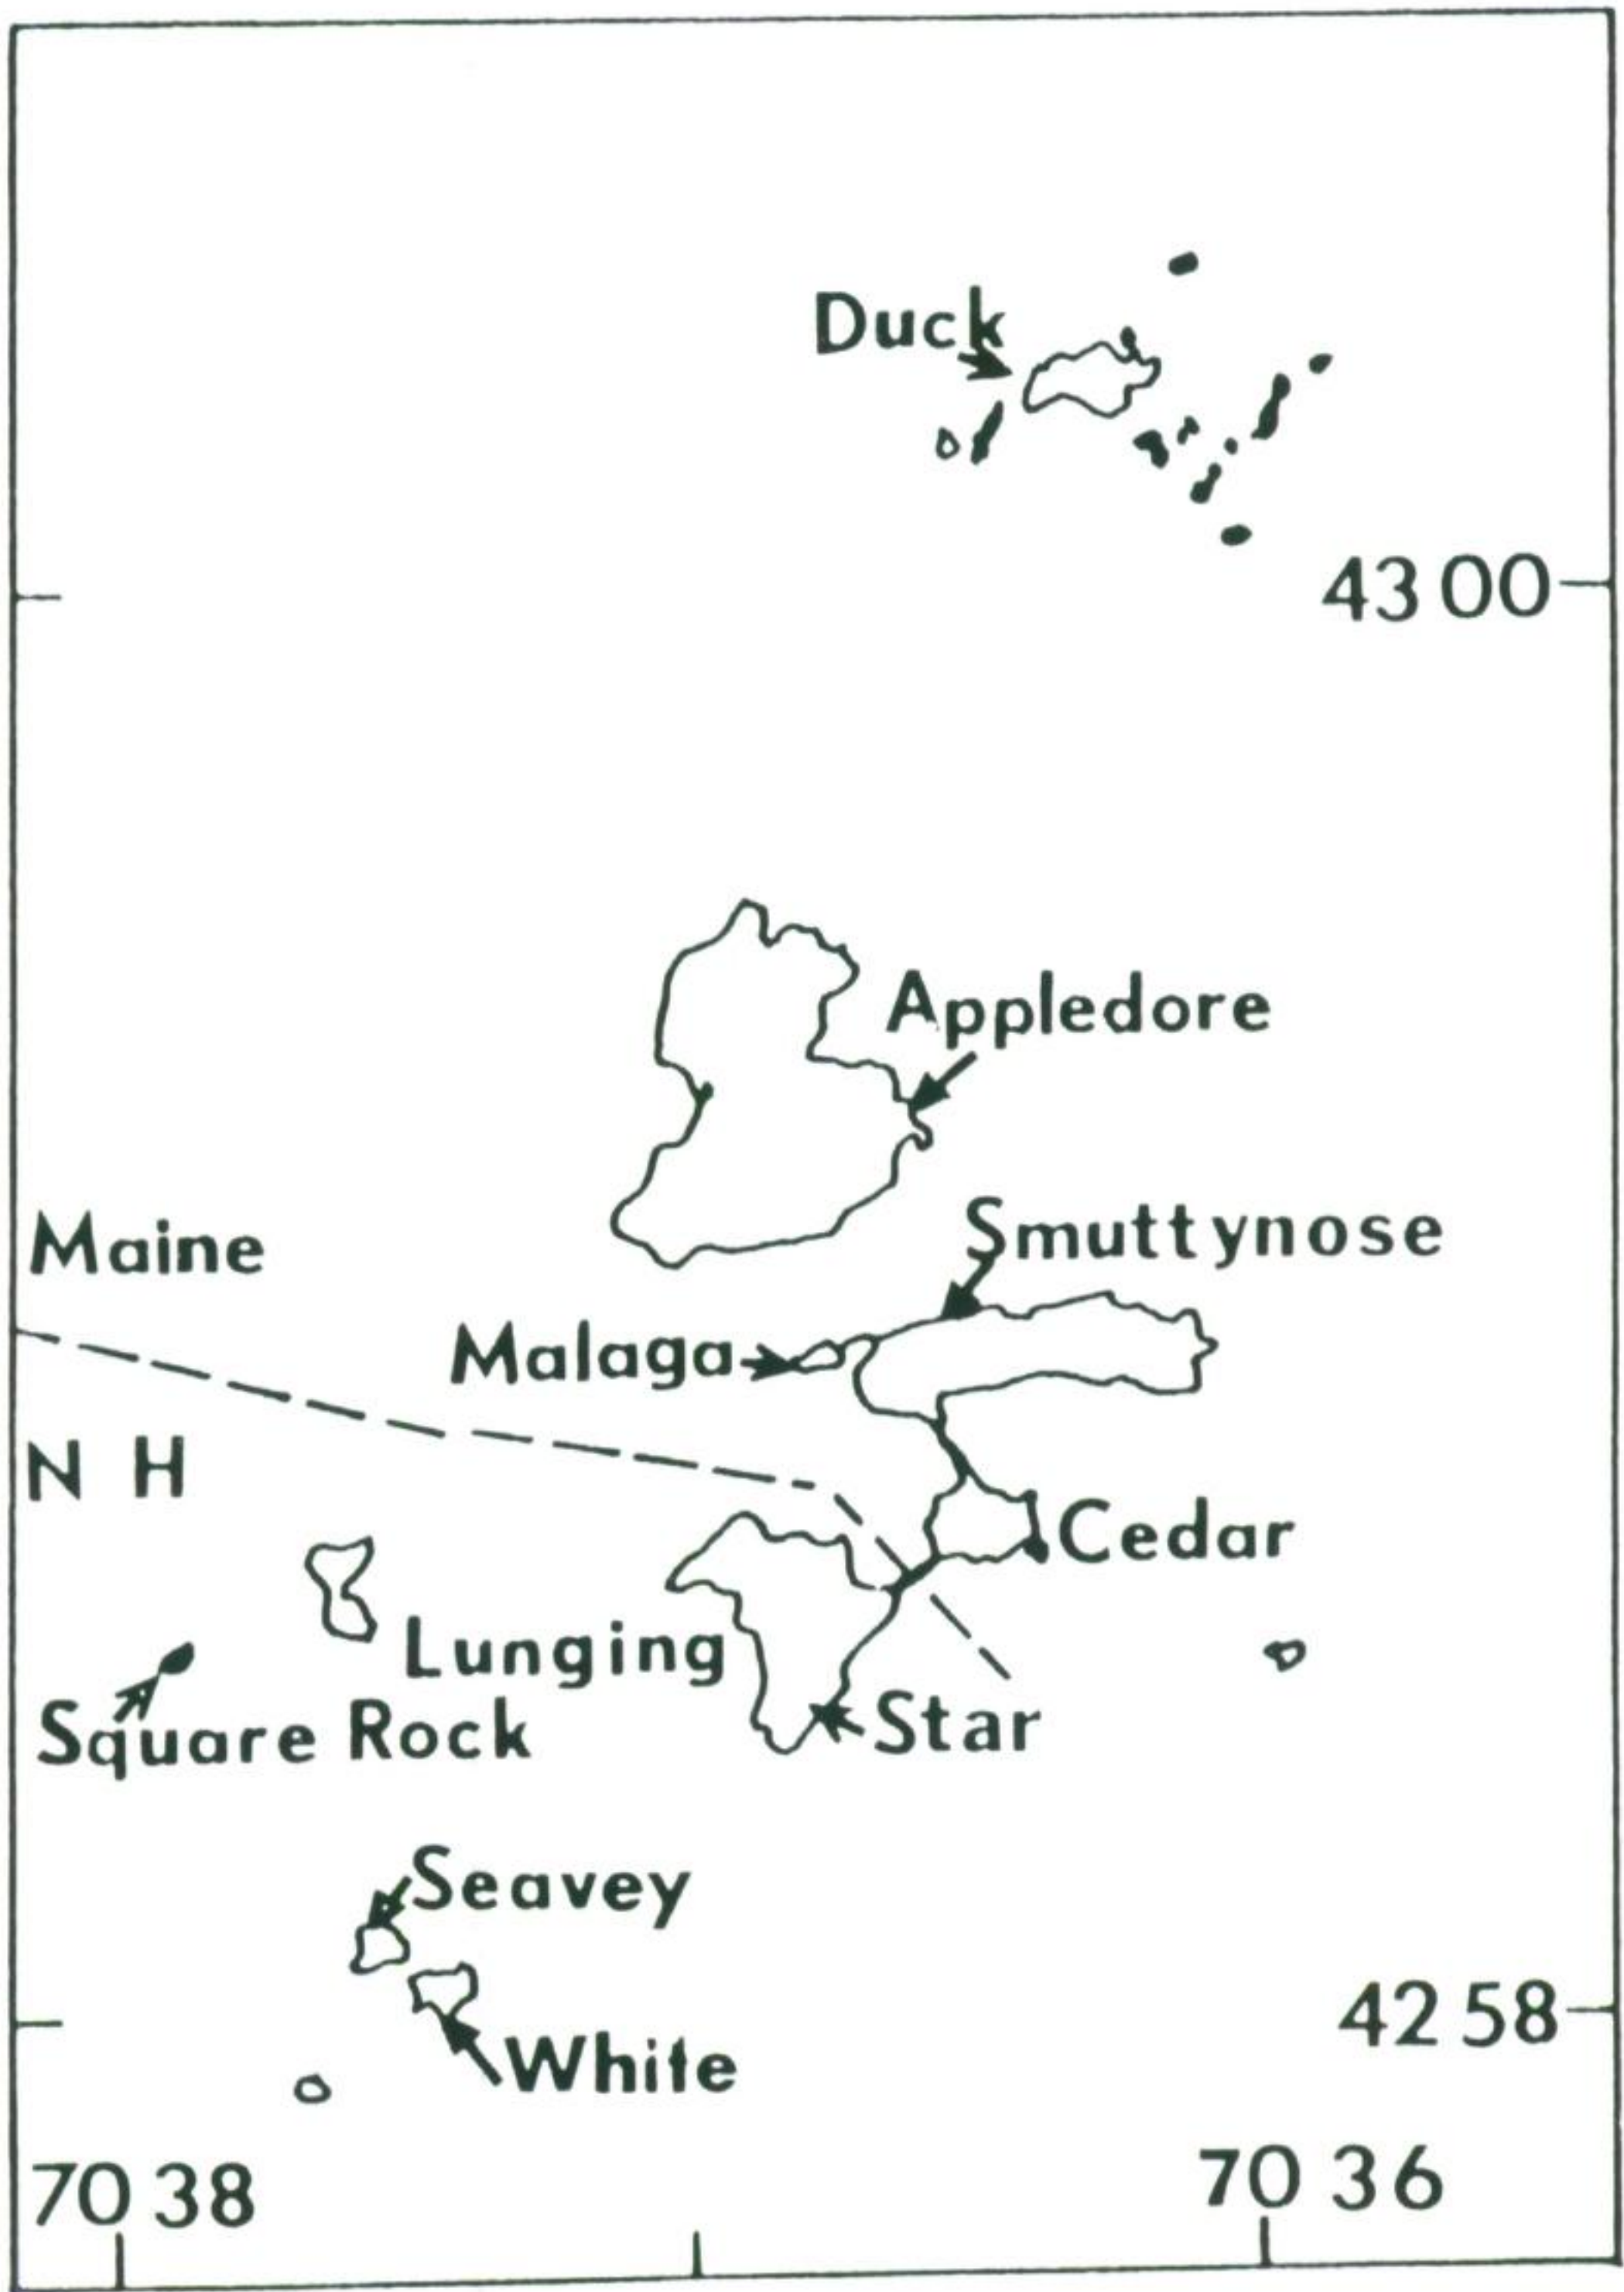 Duck
43 00
Appledore
Maine
Smuttynose
Malaga
N H
Cedar
Lunging
Square Rock
Star
Seavey
42 58
White
70 38
70 36